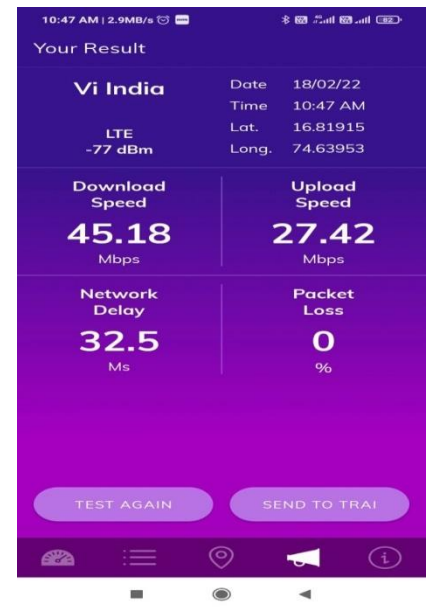 10:47 AM | 2.9MB/s
82
Your Result
Vi India
LTE
-77 dBm
Date 18/02/22
Time 10:47 AM
Lat. 16.81915
Long. 74.63953
Download
Speed
45.18
Mbps
Upload
Speed
27.42
Mbps
Network
Delay
32.5
Ms
Packet
Loss
0
%
TEST AGAIN
SEND TO TRAI